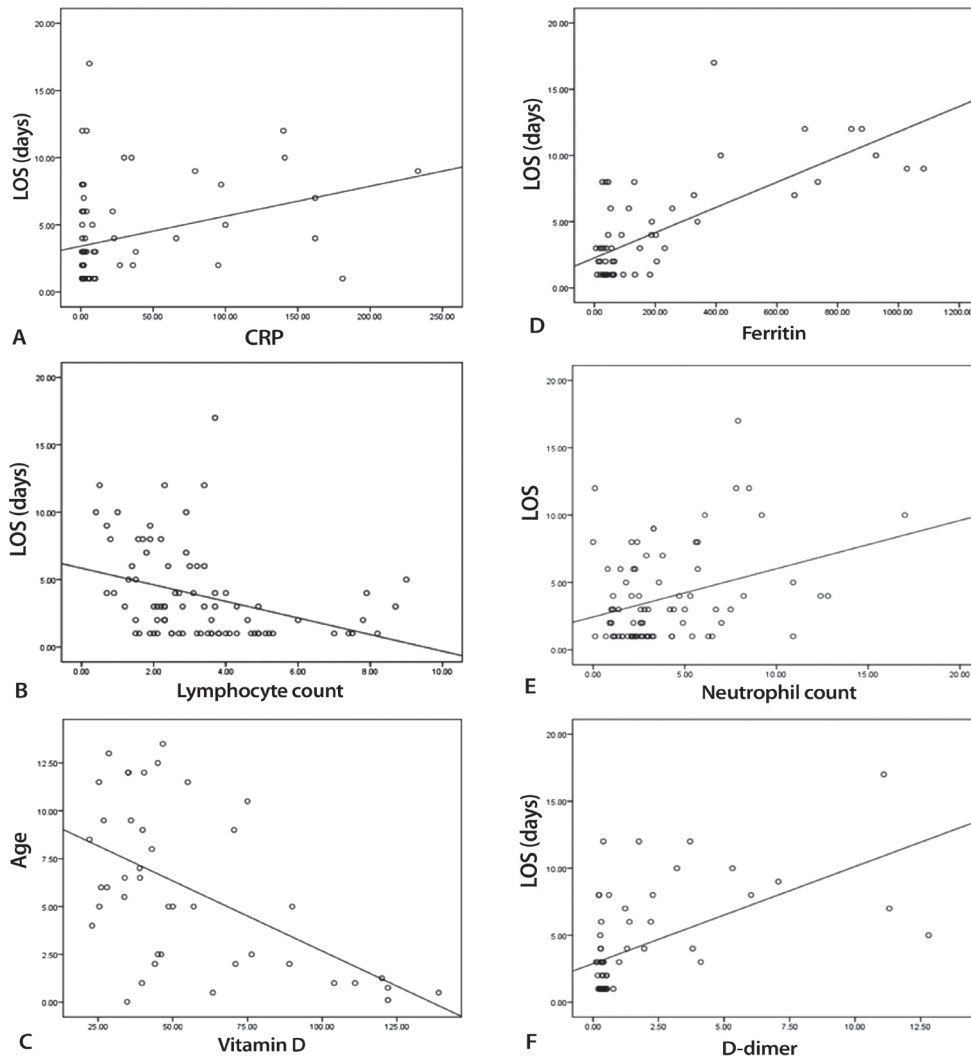 20.00
15.00
10.00
5.00
0.00
LOS (days)
0.00 50.00 100.00 150.00 200.00 250.00
A
CRP
20.00
15.00
10.00
5.00
0.00
LOS (days)
0.00 200.00 400.00 600.00 800.00 1000.00 1200.00
D
Ferritin
20.00
15.00
10.00
5.00
0.00
LOS (days)
0.00 2.00 4.00 6.00 8.00 10.00
B
Lymphocyte count
20.00
15.00
10.00
5.00
0.00
LOS
0.00 5.00 10.00 15.00 20.00
E
Neutrophil count
12.50
10.00
7.50
5.00
2.50
0.00
Age
25.00 50.00 75.00 100.00 125.00
C
Vitamin D
20.00
15.00
10.00
5.00
0.00
LOS (days)
0.00 2.50 5.00 7.50 10.00 12.50
F
D-dimer